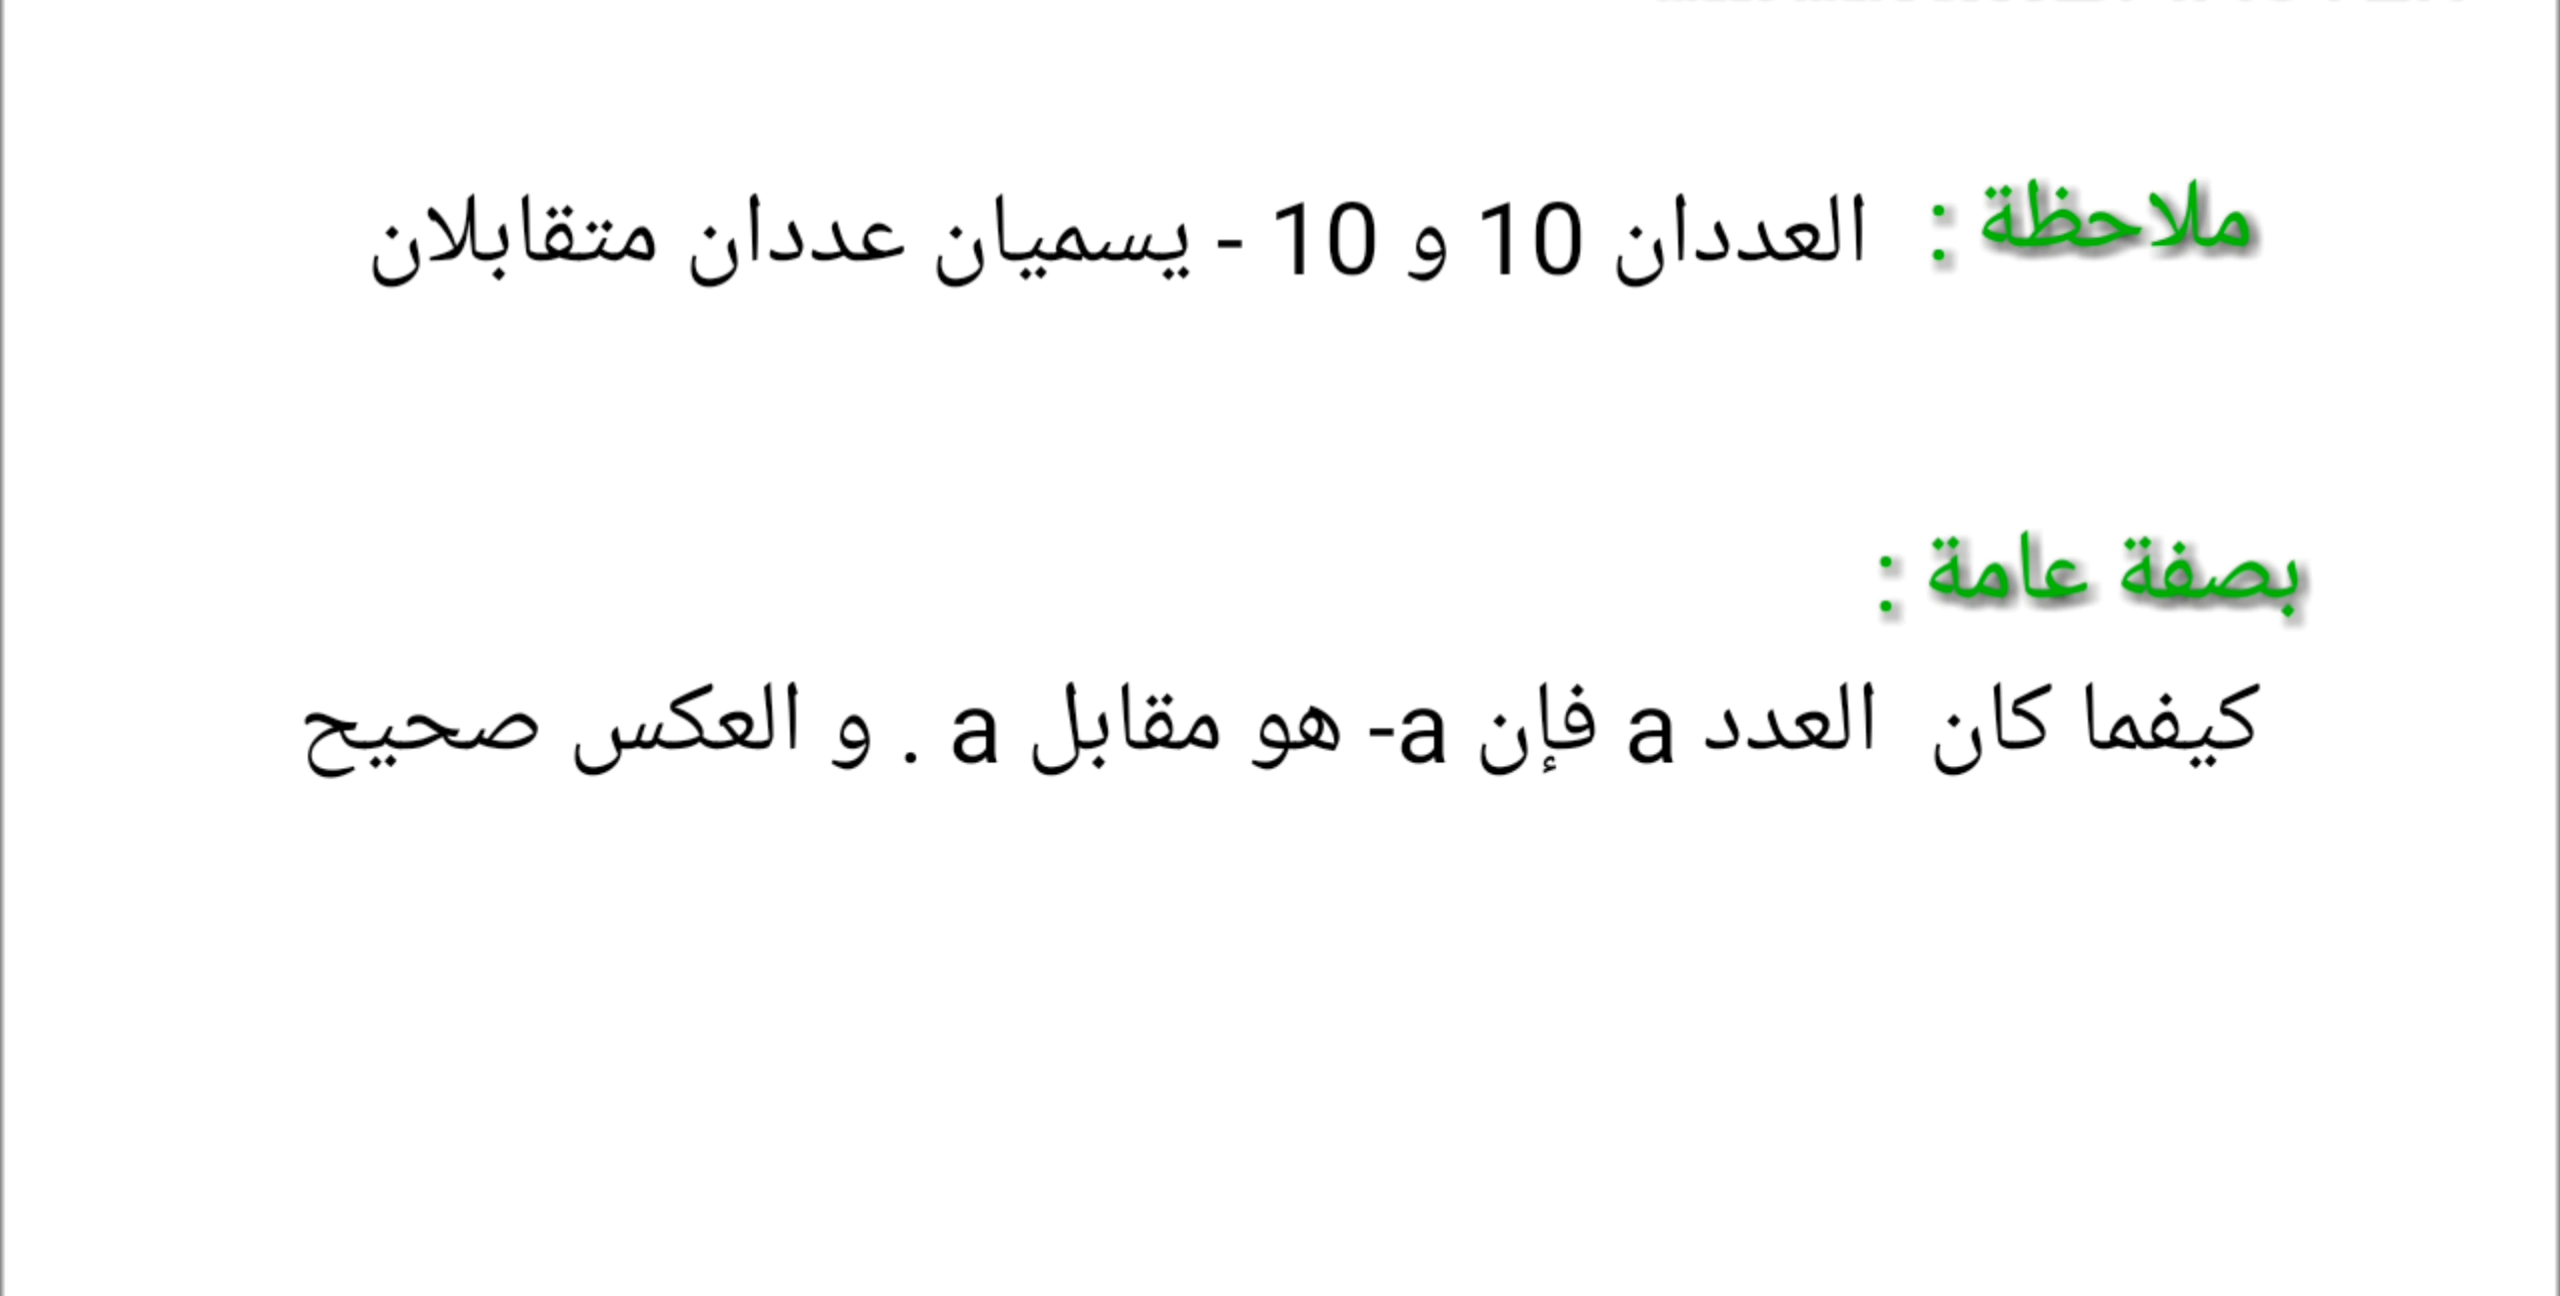 ملاحظة : العددان 10 و 10 - يسميان عددان متقابلان
بصفة عامة :
كيفما كان العدد a فإن a- هو مقابل a . و العكس صحيح